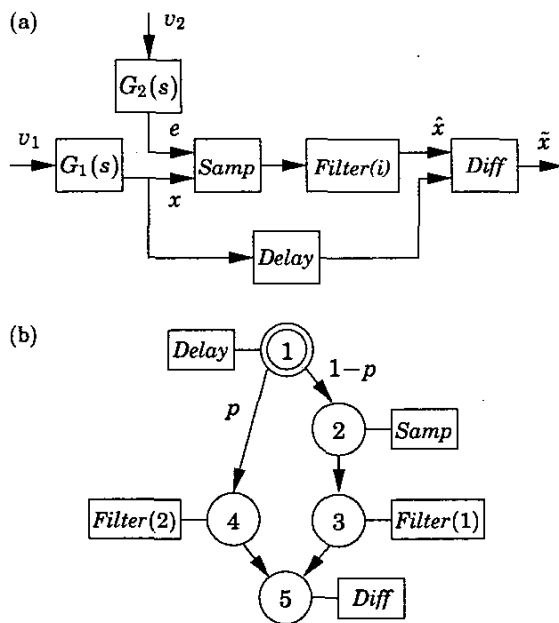 (a)
v₂
G₂(s)
v₁
e
x̂
x̃
G₁(s)
Samp
Filter(i)
Diff
x
Delay
(b)
Delay
1
1−p
p
2
Samp
Filter(2)
4
3
Filter(1)
5
Diff